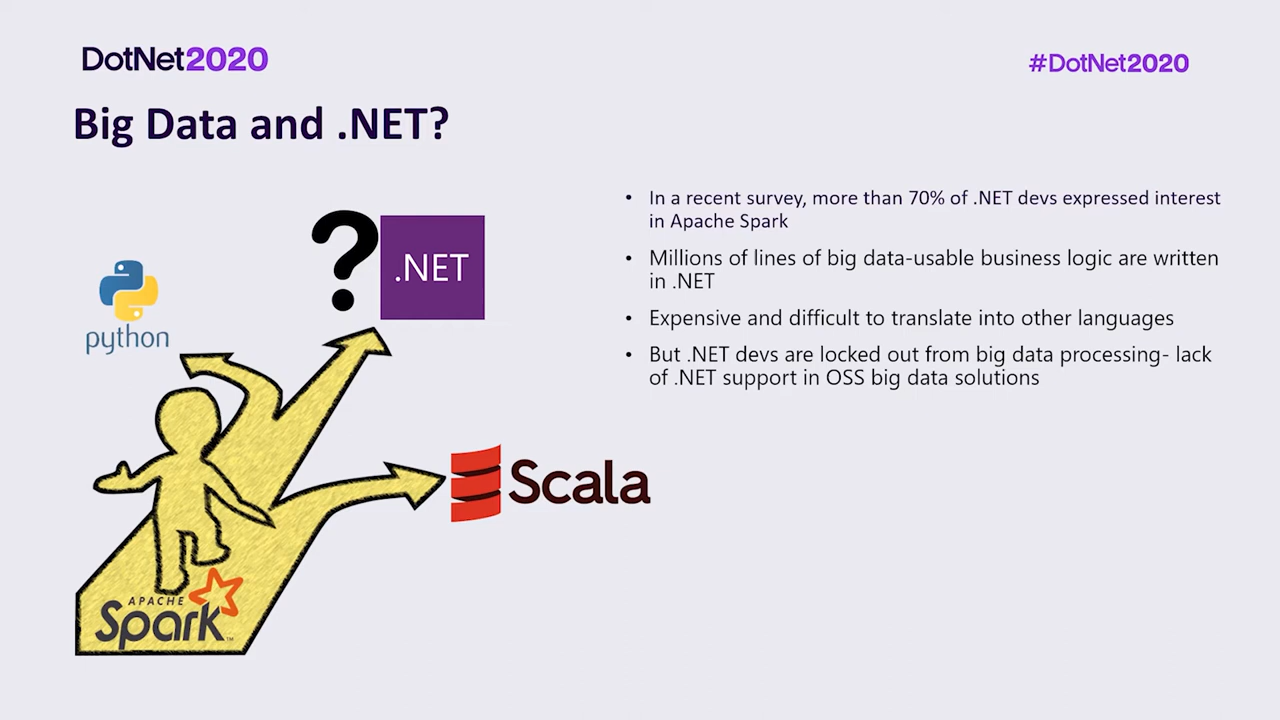 DotNet2020
#DotNet2020
Big Data and .NET?
• In a recent survey, more than 70% of .NET devs expressed interest
in Apache Spark
• Millions of lines of big data-usable business logic are written
in .NET
• Expensive and difficult to translate into other languages
• But .NET devs are locked out from big data processing- lack
of .NET support in OSS big data solutions
?
.NET
python
Scala
APACHE
Spark™